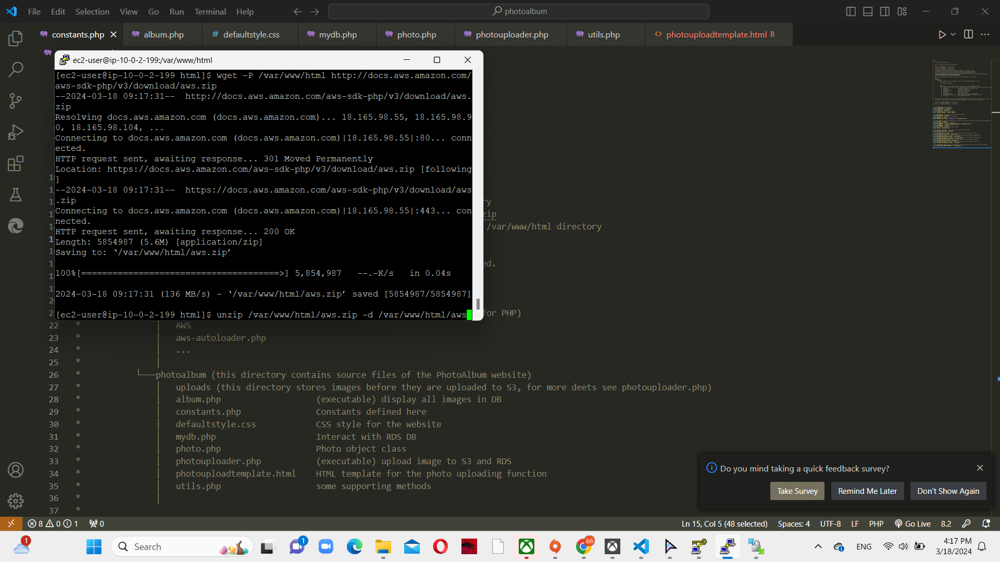 File Edit Selection View Go Run Terminal Help
photoalbum
constants.php
album.php
defaultstyle.css
mydb.php
photo.php
photouploader.php
utils.php
photouploadtemplate.html 8
ec2-user@ip-10-0-2-199:/var/www/html
[ec2-user@ip-10-0-2-199 html]$ wget -P /var/www/html http://docs.aws.amazon.com/
aws-sdk-php/v3/download/aws.zip
--2024-03-18 09:17:31--  http://docs.aws.amazon.com/aws-sdk-php/v3/download/aws.
zip
Resolving docs.aws.amazon.com (docs.aws.amazon.com)... 18.165.98.55, 18.165.98.9
0, 18.165.98.104, ...
Connecting to docs.aws.amazon.com (docs.aws.amazon.com)|18.165.98.55|:80... conn
ected.
HTTP request sent, awaiting response... 301 Moved Permanently
Location: https://docs.aws.amazon.com/aws-sdk-php/v3/download/aws.zip [following
]
--2024-03-18 09:17:31--  https://docs.aws.amazon.com/aws-sdk-php/v3/download/aws
.zip
Connecting to docs.aws.amazon.com (docs.aws.amazon.com)|18.165.98.55|:443... con
nected.
HTTP request sent, awaiting response... 200 OK
Length: 5854987 (5.6M) [application/zip]
Saving to: ‘/var/www/html/aws.zip’
100%[======================================>] 5,854,987   --.-K/s   in 0.04s
2024-03-18 09:17:31 (136 MB/s) - ‘/var/www/html/aws.zip’ saved [5854987/5854987]
[ec2-user@ip-10-0-2-199 html]$ unzip /var/www/html/aws.zip -d /var/www/html/aws
ry
zip
/var/www/html directory
ed.
for PHP)
22 * │ AWS
23 * │ aws-autoloader.php
24 * │ ...
25 * │
26 * └──photoalbum (this directory contains source files of the PhotoAlbum website)
27 * │ uploads (this directory stores images before they are uploaded to S3, for more deets see photouploader.php)
28 * │ album.php (executable) display all images in DB
29 * │ constants.php Constants defined here
30 * │ defaultstyle.css CSS style for the website
31 * │ mydb.php Interact with RDS DB
32 * │ photo.php Photo object class
33 * │ photouploader.php (executable) upload image to S3 and RDS
34 * │ photouploadtemplate.html HTML template for the photo uploading function
35 * │ utils.php some supporting methods
36 * │
37 *
Do you mind taking a quick feedback survey?
Take Survey
Remind Me Later
Don't Show Again
8 0 1 0
Ln 15, Col 5 (48 selected) Spaces: 4 UTF-8 LF PHP Go Live 8.2
1
Search
1
Đỏ
ENG
4:17 PM
3/18/2024